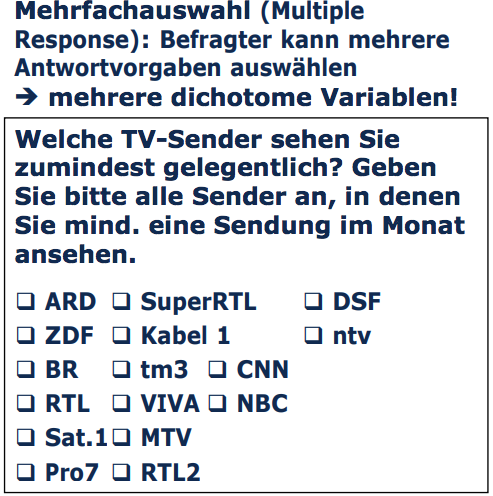 Mehrfachauswahl (Multiple
Response): Befragter kann mehrere
Antwortvorgaben auswählen
➔ mehrere dichotome Variablen!
Welche TV-Sender sehen Sie
zumindest gelegentlich? Geben
Sie bitte alle Sender an, in denen
Sie mind. eine Sendung im Monat
ansehen.
❑ ARD ❑ SuperRTL ❑ DSF
❑ ZDF ❑ Kabel 1 ❑ ntv
❑ BR ❑ tm3 ❑ CNN
❑ RTL ❑ VIVA ❑ NBC
❑ Sat.1 ❑ MTV
❑ Pro7 ❑ RTL2